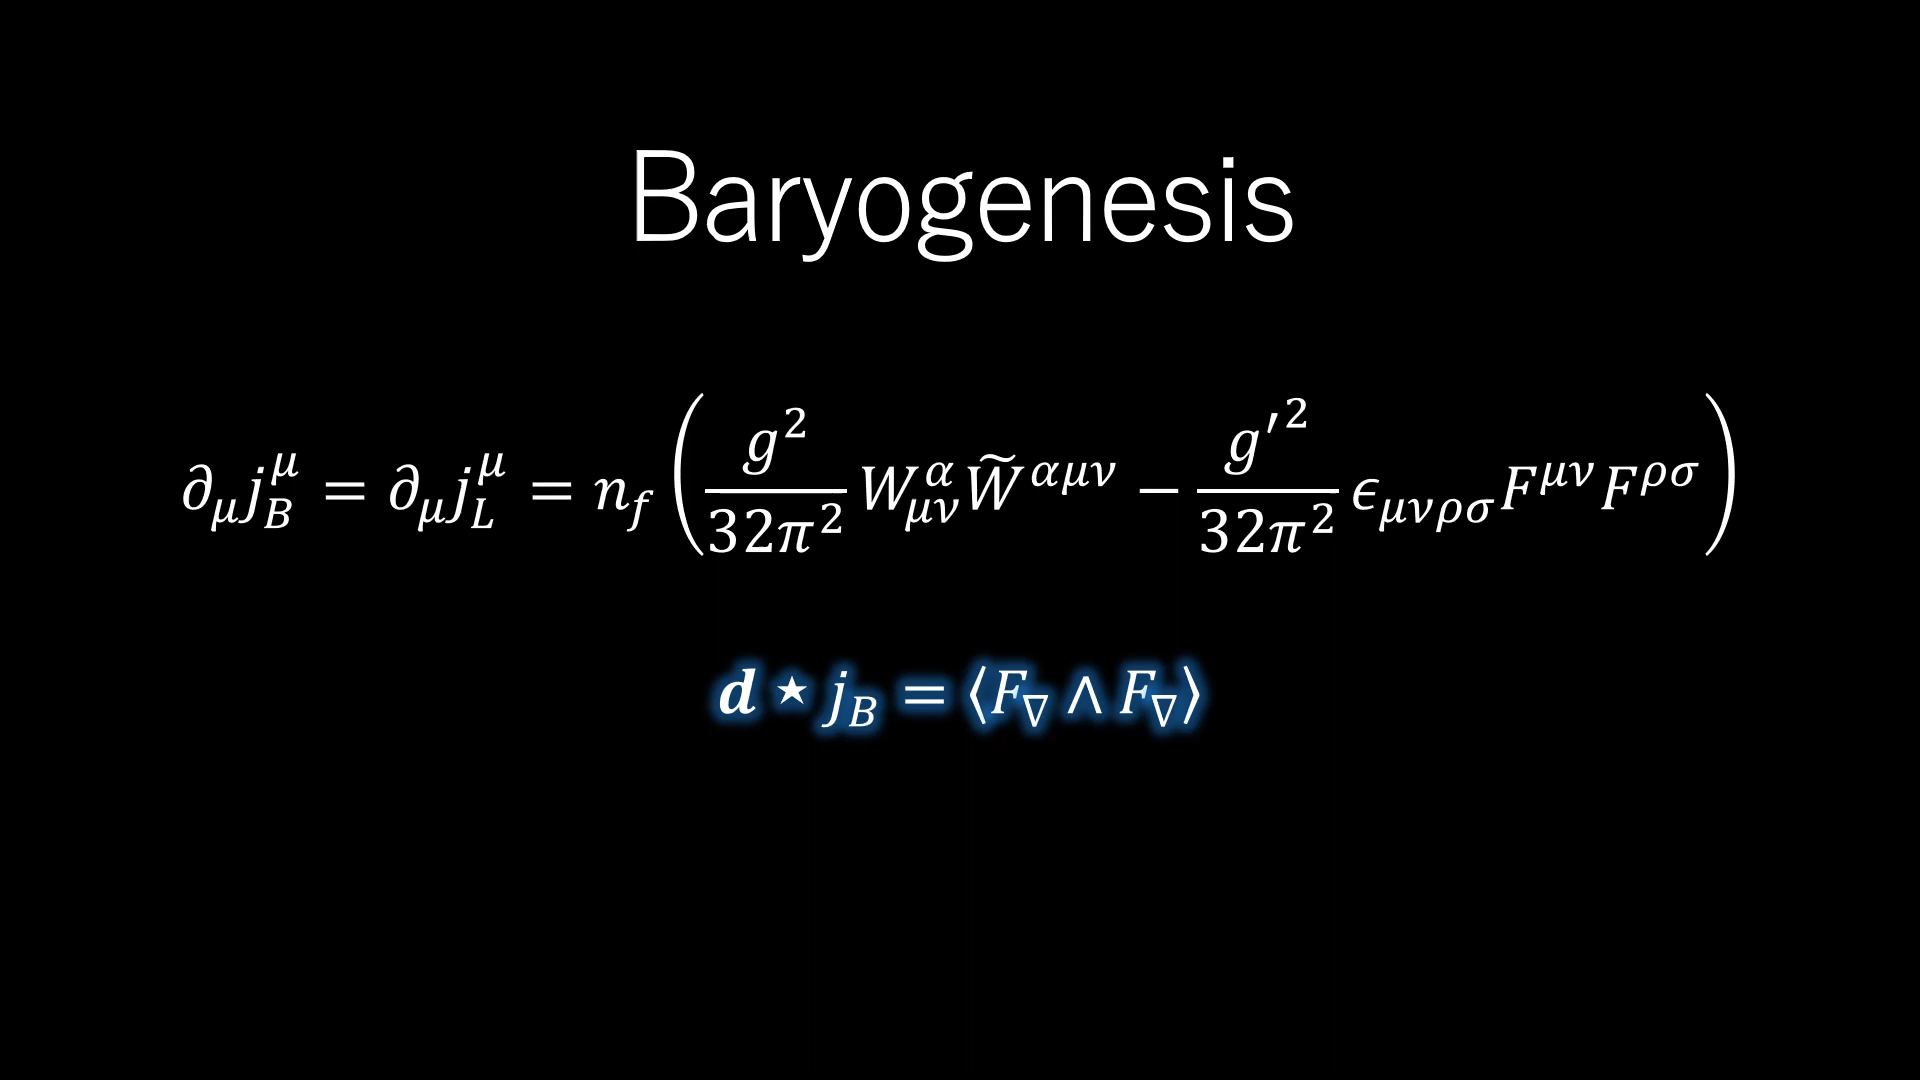 Baryogenesis
∂_μ j_B^μ = ∂_μ j_L^μ = n_f ( g^2/32π^2 W_{μν}^α W̃^{αμν} − g′^2/32π^2 ϵ_{μνρσ} F^{μν} F^{ρσ} )
d ⋆ j_B = ⟨F_∇ ∧ F_∇⟩